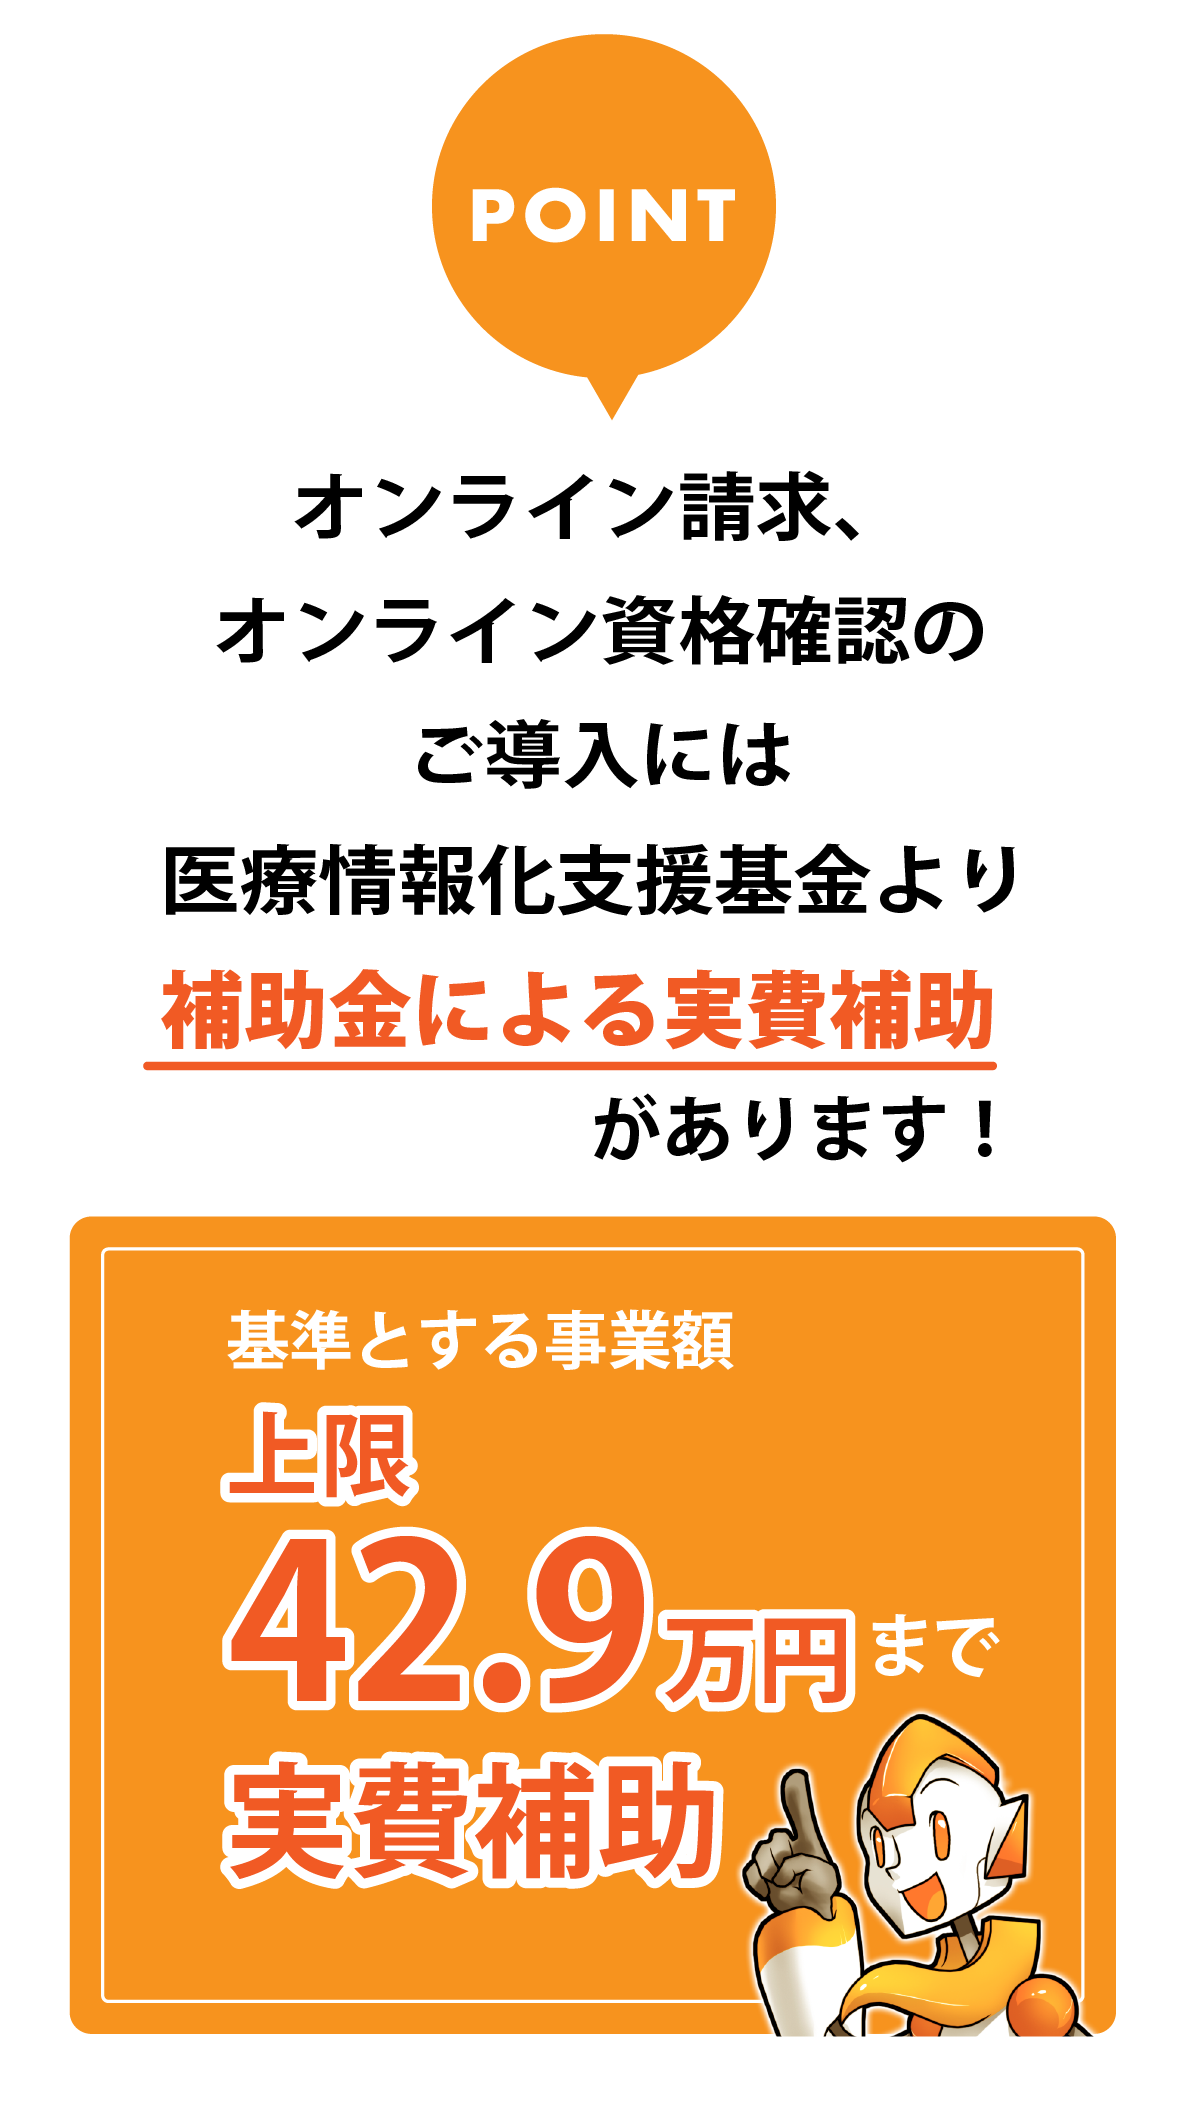 POINT
オンライン請求、
オンライン資格確認の
ご導入には
医療情報化支援基金より
補助金による実費補助
があります！
基準とする事業額
上限
42.9万円まで
実費補助